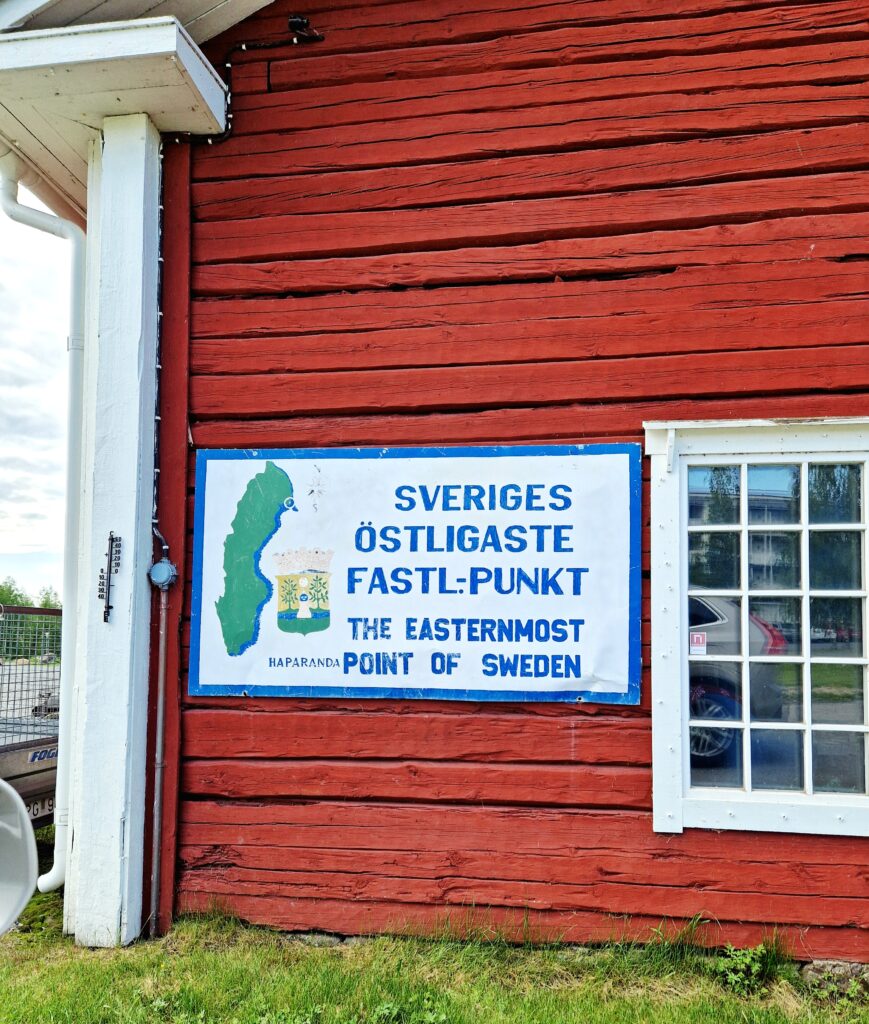 SVERIGES
ÖSTLIGASTE
FASTL:PUNKT
THE EASTERNMOST
HAPARANDA POINT OF SWEDEN